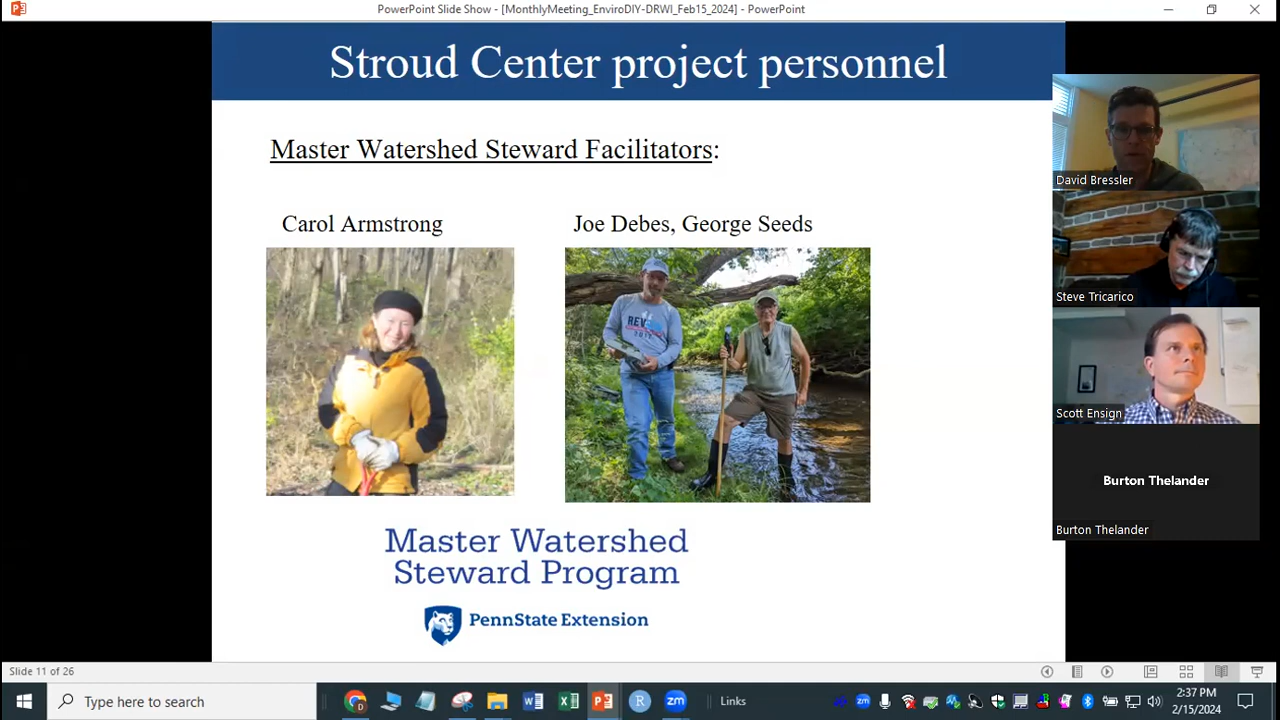 PowerPoint Slide Show - [MonthlyMeeting_EnviroDIY-DRWI_Feb15_2024] - PowerPoint
Stroud Center project personnel
Master Watershed Steward Facilitators:
Carol Armstrong
Joe Debes, George Seeds
REV
Master Watershed
Steward Program
PennState Extension
David Bressler
Steve Tricarico
Scott Ensign
Burton Thelander
Burton Thelander
Slide 11 of 26
Type here to search
Links
2:37 PM
2/15/2024